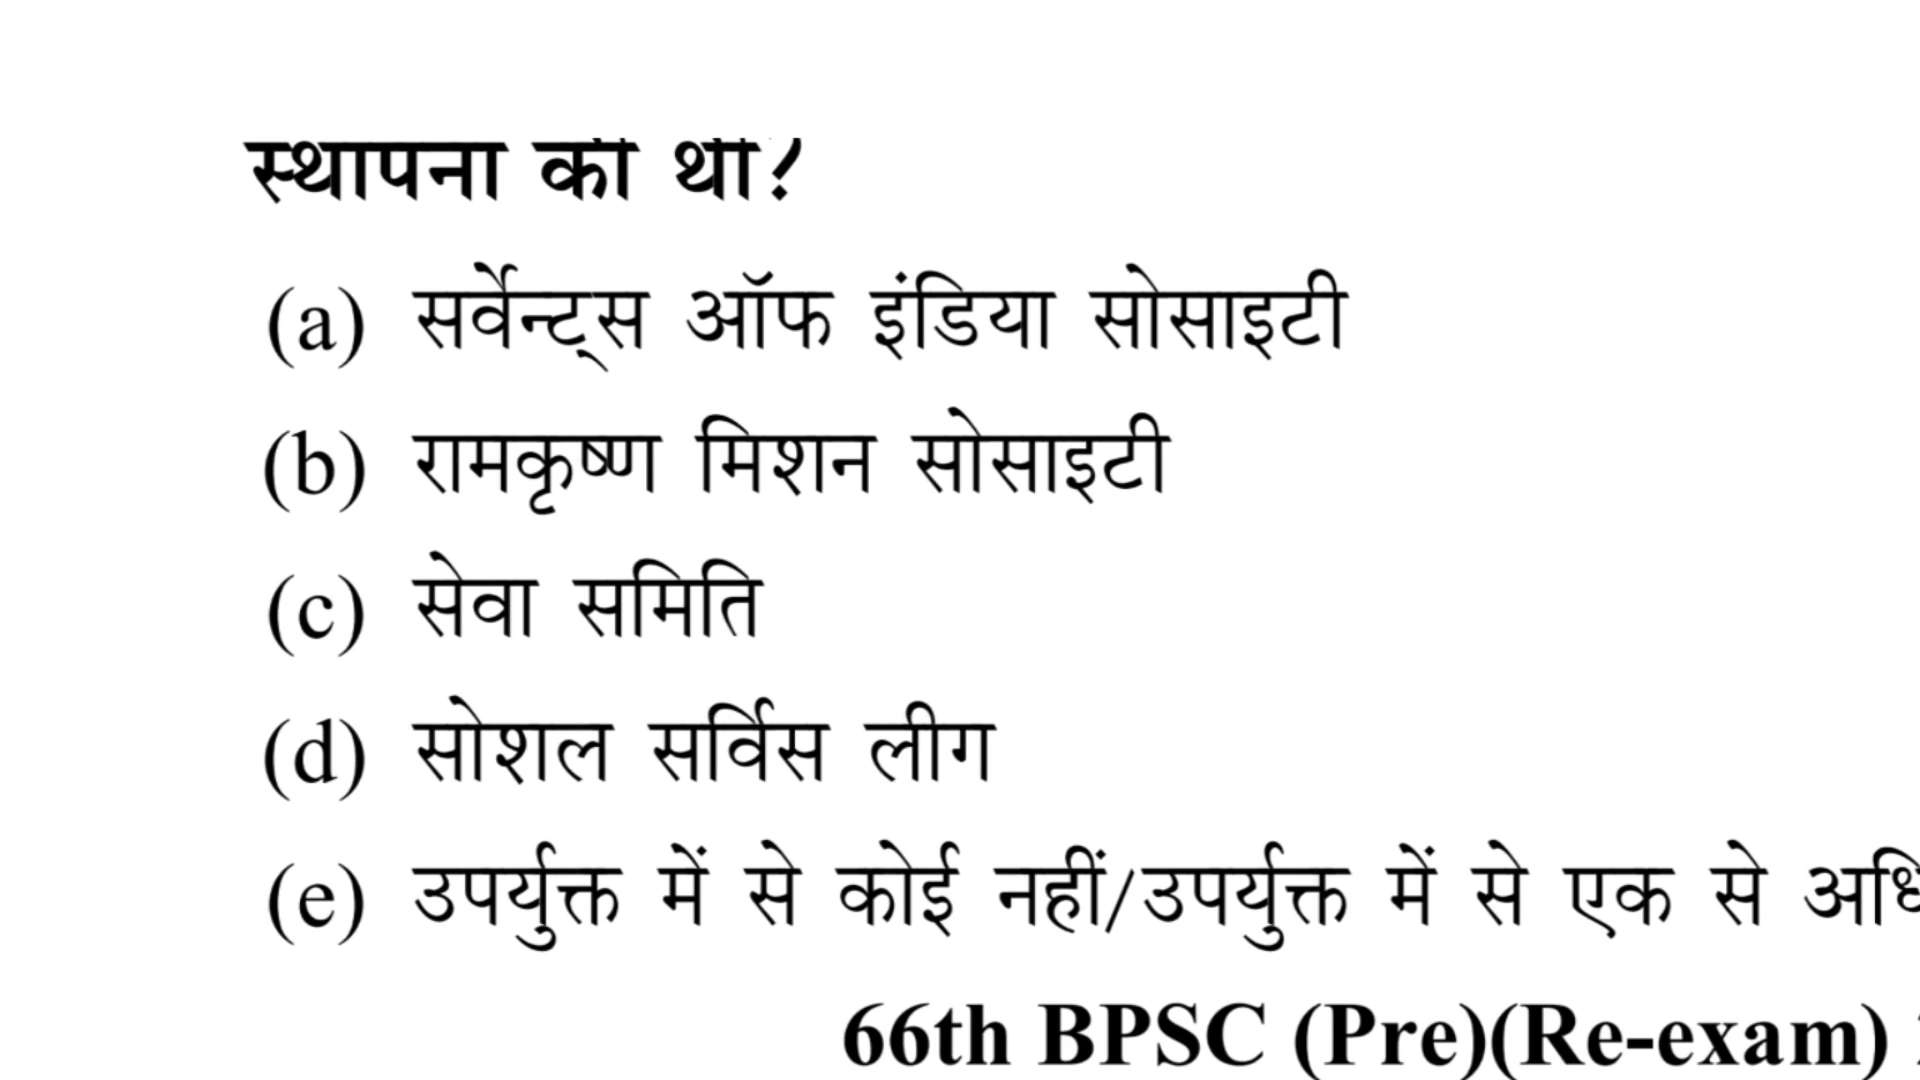 स्थापना की थी?
(a) सर्वेन्ट्स ऑफ इंडिया सोसाइटी
(b) रामकृष्ण मिशन सोसाइटी
(c) सेवा समिति
(d) सोशल सर्विस लीग
(e) उपर्युक्त में से कोई नहीं/उपर्युक्त में से एक से
66th BPSC (Pre)(Re-exam)